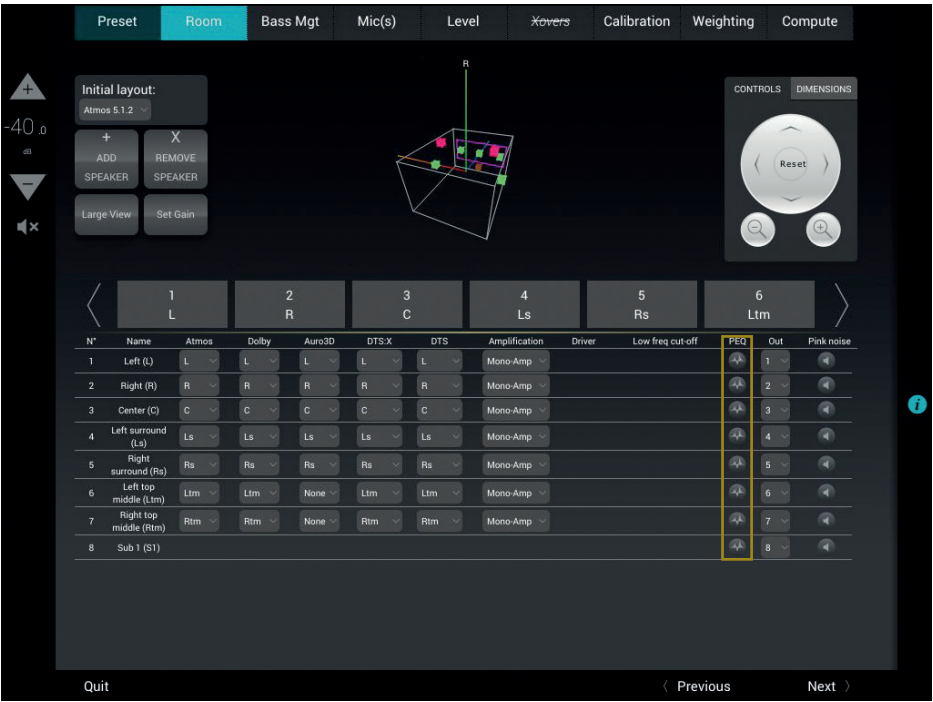 Preset Room Bass Mgt Mic(s) Level Xovers Calibration Weighting Compute
R
Initial layout:
Atmos 5.1.2
CONTROLS DIMENSIONS
-40.0
dB
+ X
ADD REMOVE
SPEAKER SPEAKER
Reset
Large View Set Gain
1 2 3 4 5 6
L R C Ls Rs Ltm
N° Name Atmos Dolby Auro3D DTS:X DTS Amplification Driver Low freq cut-off PEQ Out Pink noise
1 Left (L) L L L L L Mono-Amp 1
2 Right (R) R R R R R Mono-Amp 2
3 Center (C) C C C C C Mono-Amp 3
4 Left surround (Ls) Ls Ls Ls Ls Ls Mono-Amp 4
5 Right surround (Rs) Rs Rs Rs Rs Rs Mono-Amp 5
6 Left top middle (Ltm) Ltm Ltm None Ltm Ltm Mono-Amp 6
7 Right top middle (Rtm) Rtm Rtm None Rtm Rtm Mono-Amp 7
8 Sub 1 (S1) 8
i
Quit Previous Next